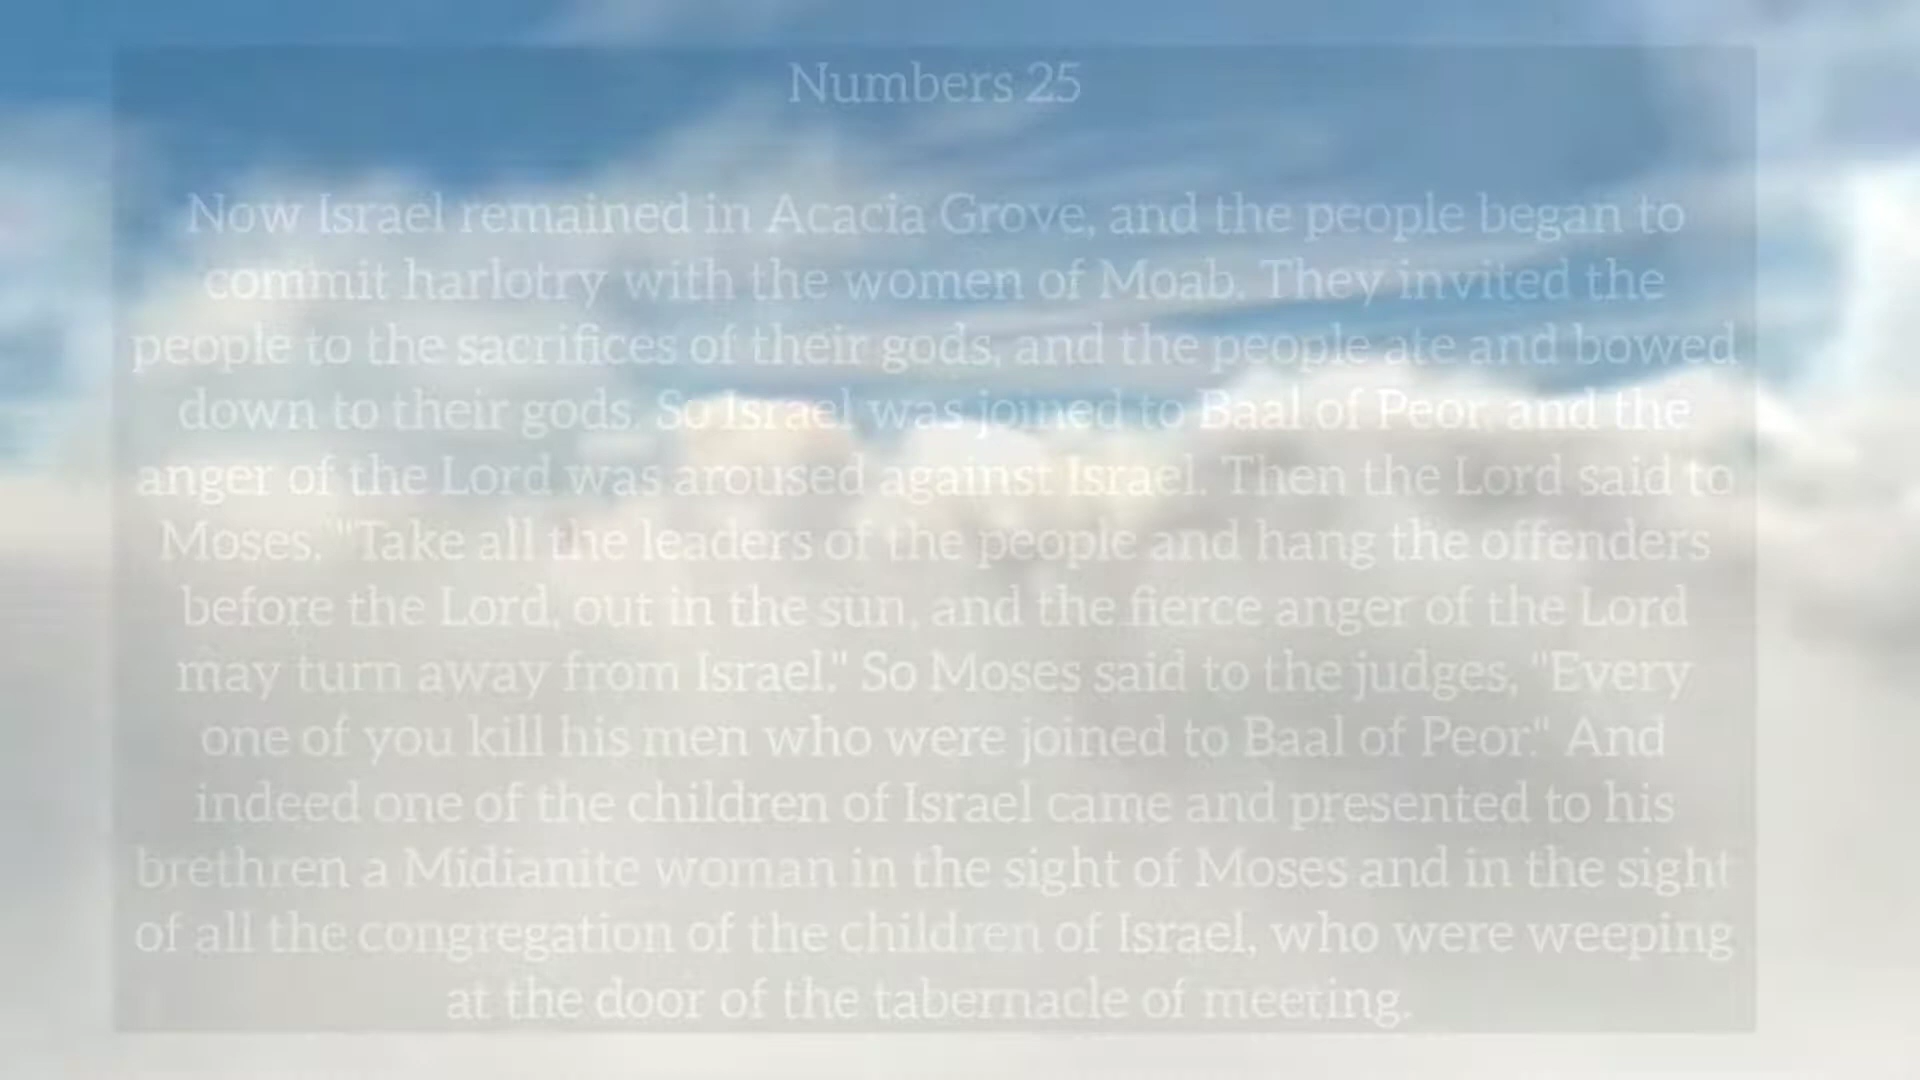 Numbers 25
Now Israel remained in Acacia Grove, and the people began to
commit harlotry with the women of Moab. They invited the
people to the sacrifices of their gods, and the people ate and bowed
down to their gods. So Israel was joined to Baal of Peor, and the
anger of the Lord was aroused against Israel. Then the Lord said to
Moses, "Take all the leaders of the people and hang the offenders
before the Lord, out in the sun, and the fierce anger of the Lord
may turn away from Israel." So Moses said to the judges, "Every
one of you kill his men who were joined to Baal of Peor." And
indeed one of the children of Israel came and presented to his
brethren a Midianite woman in the sight of Moses and in the sight
of all the congregation of the children of Israel, who were weeping
at the door of the tabernacle of meeting.